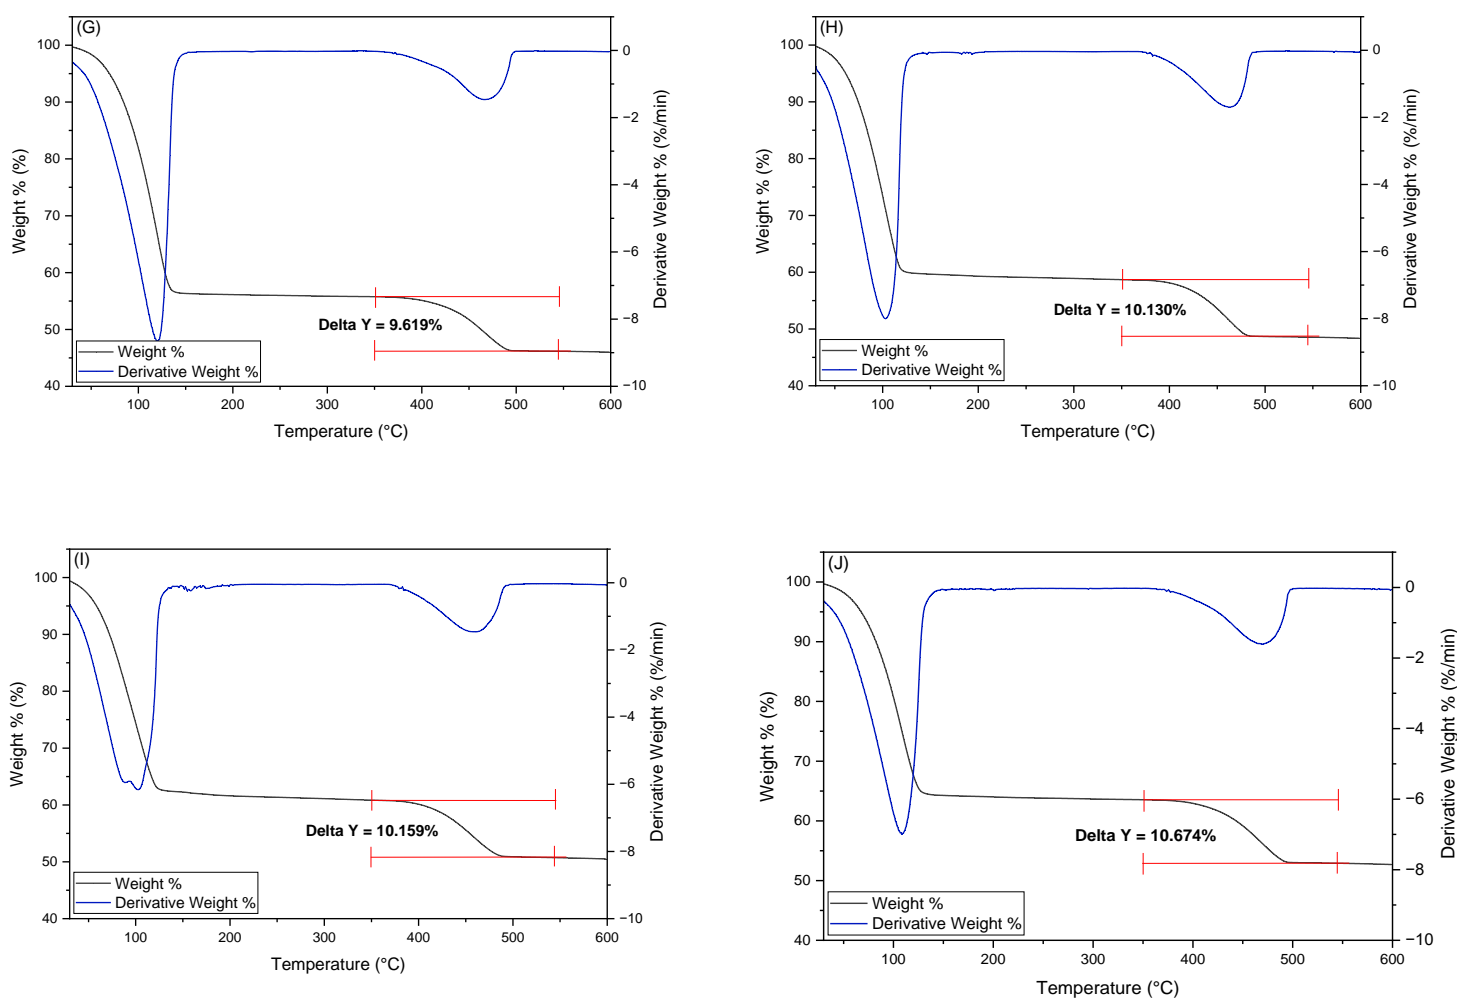 (G)
100
90
80
70
60
50
40
Weight % (%)
0
−2
−4
−6
−8
−10
Derivative Weight % (%/min)
Delta Y = 9.619%
Weight %
Derivative Weight %
100
200
300
400
500
600
Temperature (°C)
(H)
100
90
80
70
60
50
40
Weight % (%)
0
−2
−4
−6
−8
−10
Derivative Weight % (%/min)
Delta Y = 10.130%
Weight %
Derivative Weight %
100
200
300
400
500
600
Temperature (°C)
(I)
100
90
80
70
60
50
40
Weight % (%)
0
−2
−4
−6
−8
−10
Derivative Weight % (%/min)
Delta Y = 10.159%
Weight %
Derivative Weight %
100
200
300
400
500
600
Temperature (°C)
(J)
100
90
80
70
60
50
40
Weight % (%)
0
−2
−4
−6
−8
−10
Derivative Weight % (%/min)
Delta Y = 10.674%
Weight %
Derivative Weight %
100
200
300
400
500
600
Temperature (°C)